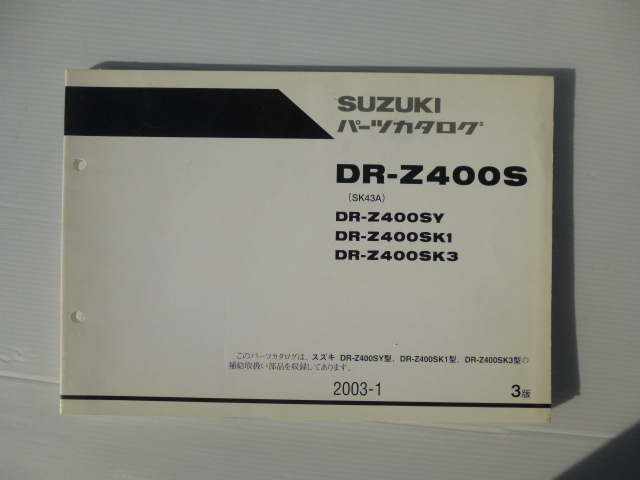 SUZUKI
パーツカタログ
DR-Z400S
(SK43A)
DR-Z400SY
DR-Z400SK1
DR-Z400SK3
このパーツカタログは、スズキ DR-Z400SY型、DR-Z400SK1型、DR-Z400SK3型の
補給取扱い部品を収録してあります。
2003-1
3版